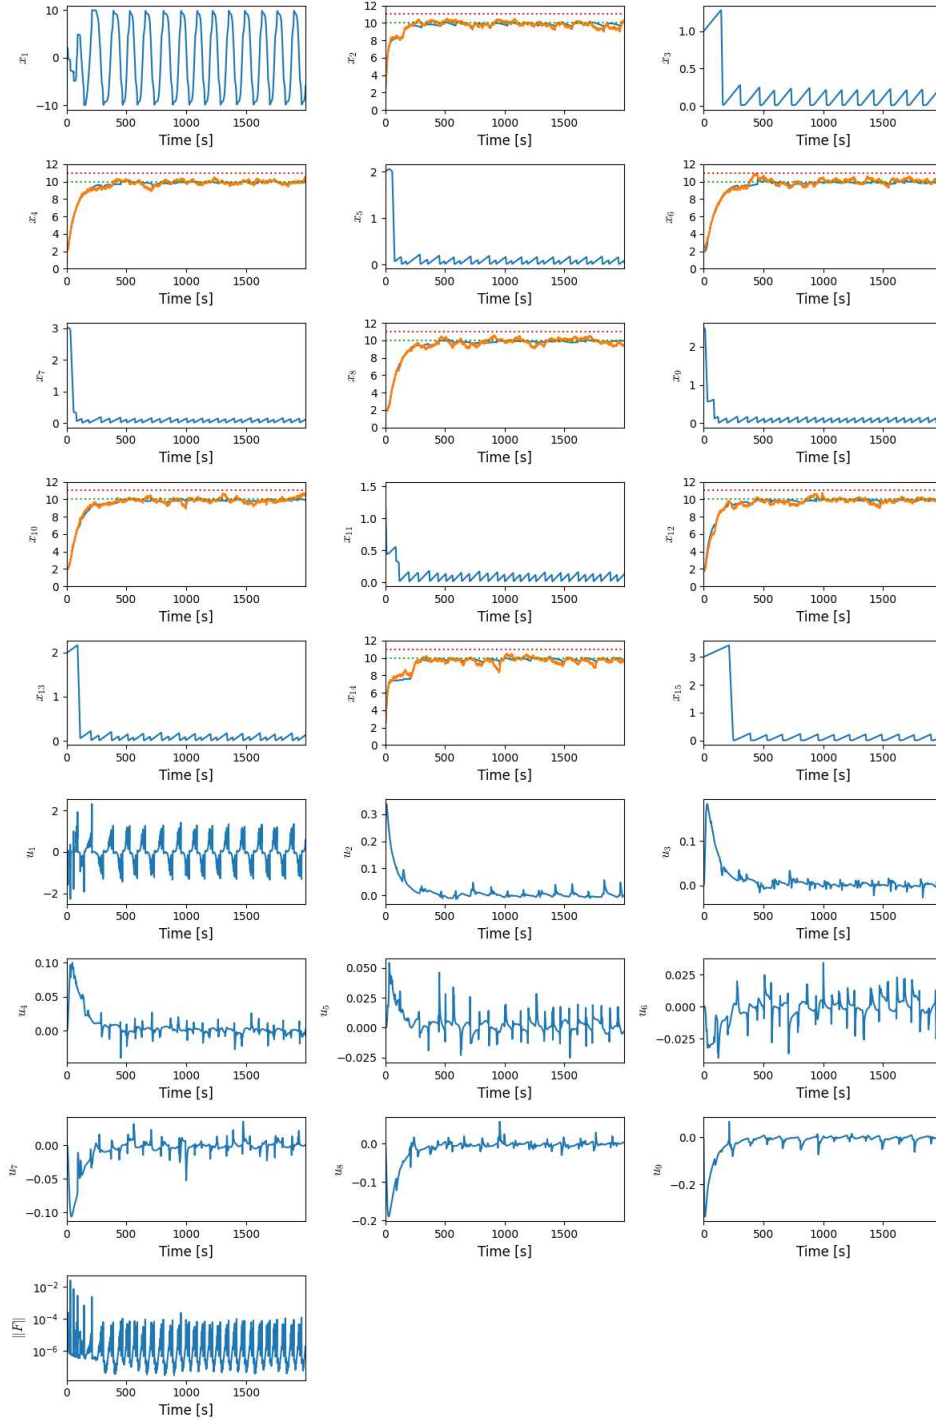 10
0
−10
x1
0 500 1000 1500
Time [s]
12
10
8
6
4
2
0
x2
0 500 1000 1500
Time [s]
1.0
0.5
0.0
x3
0 500 1000 1500
Time [s]
12
10
8
6
4
2
0
x4
0 500 1000 1500
Time [s]
2
1
0
x5
0 500 1000 1500
Time [s]
12
10
8
6
4
2
0
x6
0 500 1000 1500
Time [s]
3
2
1
0
x7
0 500 1000 1500
Time [s]
12
10
8
6
4
2
0
x8
0 500 1000 1500
Time [s]
2
1
0
x9
0 500 1000 1500
Time [s]
12
10
8
6
4
2
0
x10
0 500 1000 1500
Time [s]
1.5
1.0
0.5
0.0
x11
0 500 1000 1500
Time [s]
12
10
8
6
4
2
0
x12
0 500 1000 1500
Time [s]
2
1
0
x13
0 500 1000 1500
Time [s]
12
10
8
6
4
2
0
x14
0 500 1000 1500
Time [s]
3
2
1
0
x15
0 500 1000 1500
Time [s]
2
0
−2
u1
0 500 1000 1500
Time [s]
0.3
0.2
0.1
0.0
u2
0 500 1000 1500
Time [s]
0.1
0.0
u3
0 500 1000 1500
Time [s]
0.10
0.05
0.00
u4
0 500 1000 1500
Time [s]
0.050
0.025
0.000
−0.025
u5
0 500 1000 1500
Time [s]
0.025
0.000
−0.025
u6
0 500 1000 1500
Time [s]
0.00
−0.05
−0.10
u7
0 500 1000 1500
Time [s]
0.0
−0.1
−0.2
u8
0 500 1000 1500
Time [s]
0.0
−0.2
u9
0 500 1000 1500
Time [s]
10−2
10−4
10−6
||F||
0 500 1000 1500
Time [s]